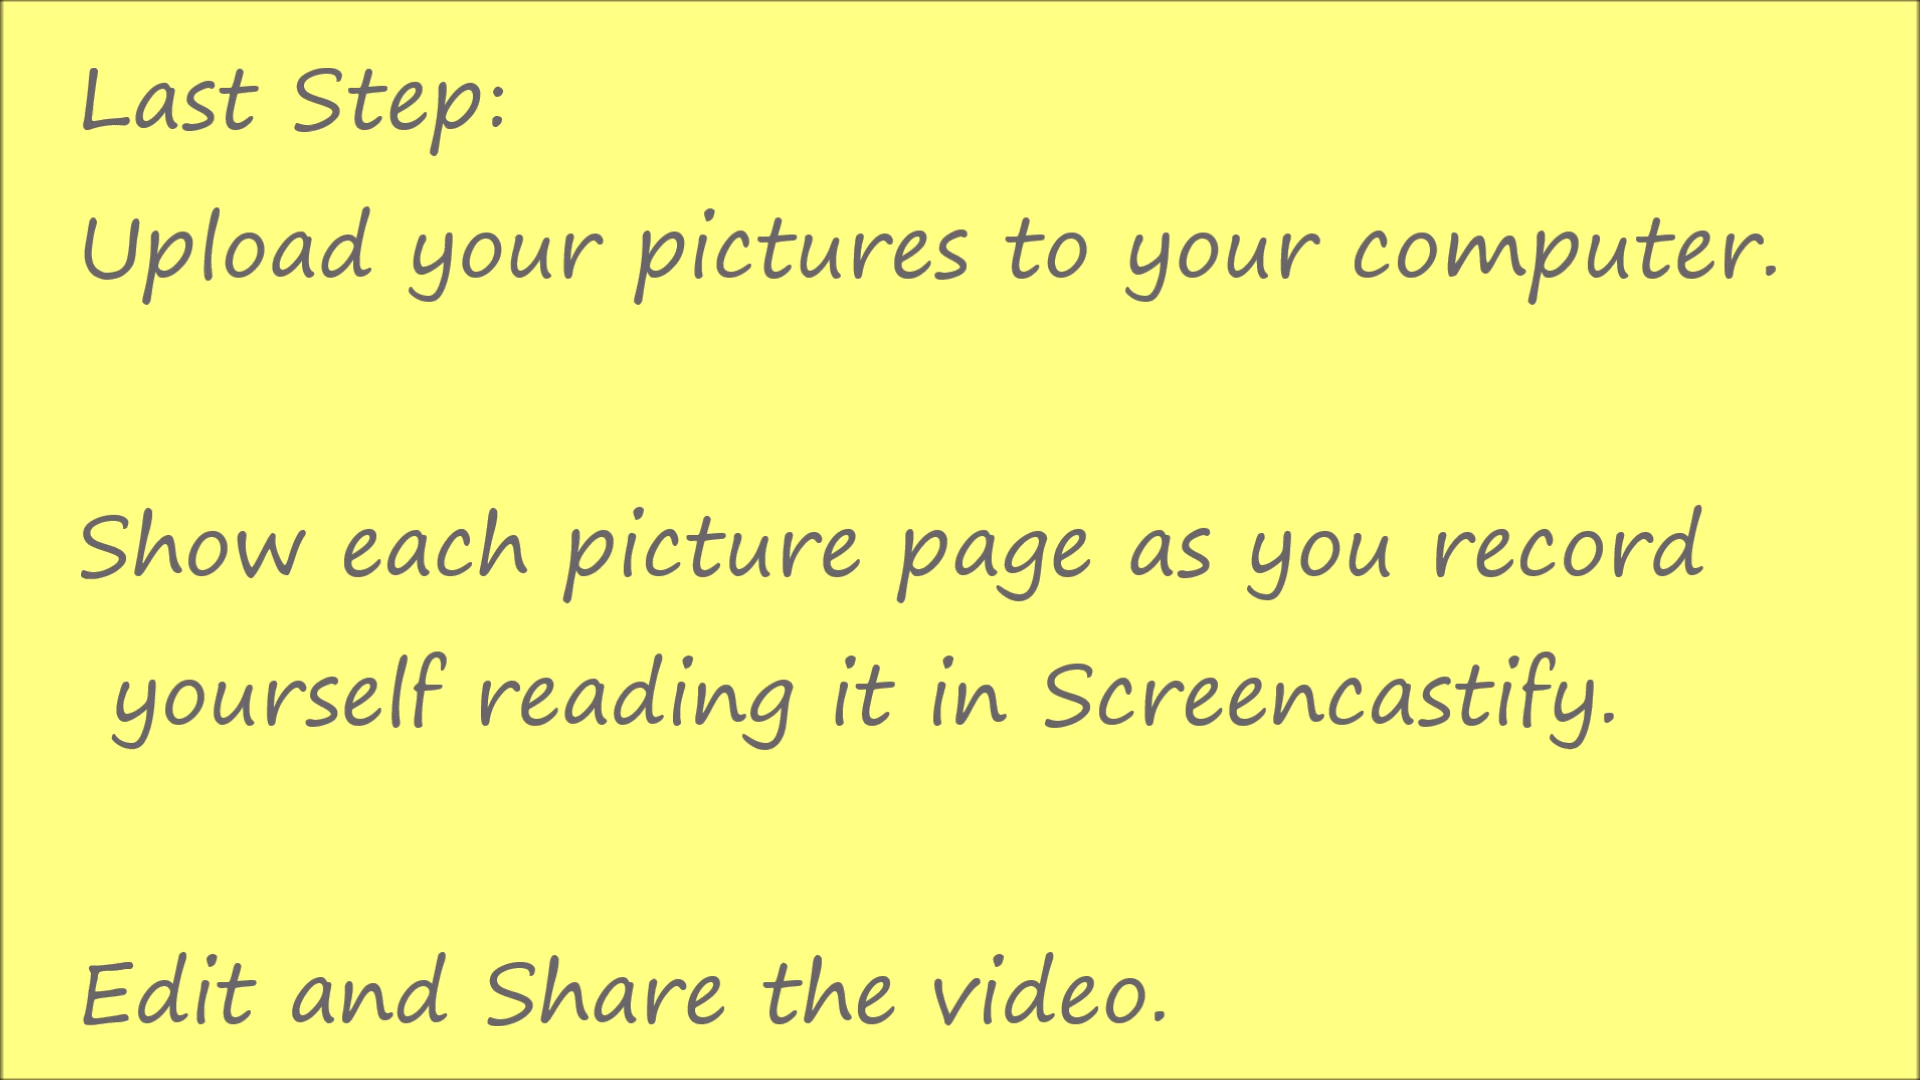 Last Step:
Upload your pictures to your computer.
Show each picture page as you record
yourself reading it in Screencastify.
Edit and Share the video.